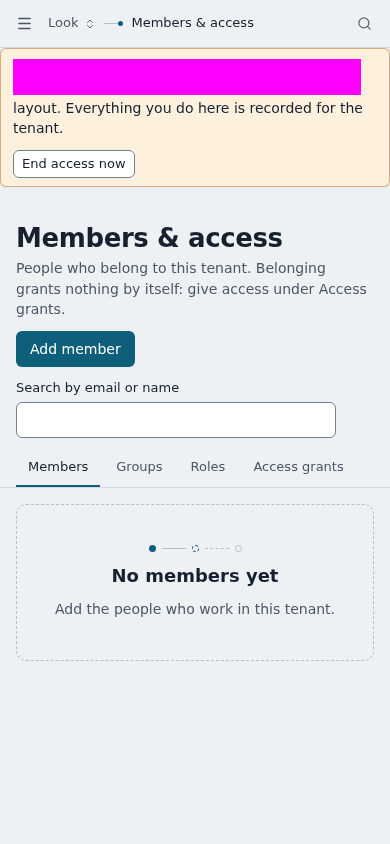 Look
Members & access
layout. Everything you do here is recorded for the
tenant.
End access now
Members & access
People who belong to this tenant. Belonging
grants nothing by itself: give access under Access
grants.
Add member
Search by email or name
Members Groups Roles Access grants
No members yet
Add the people who work in this tenant.